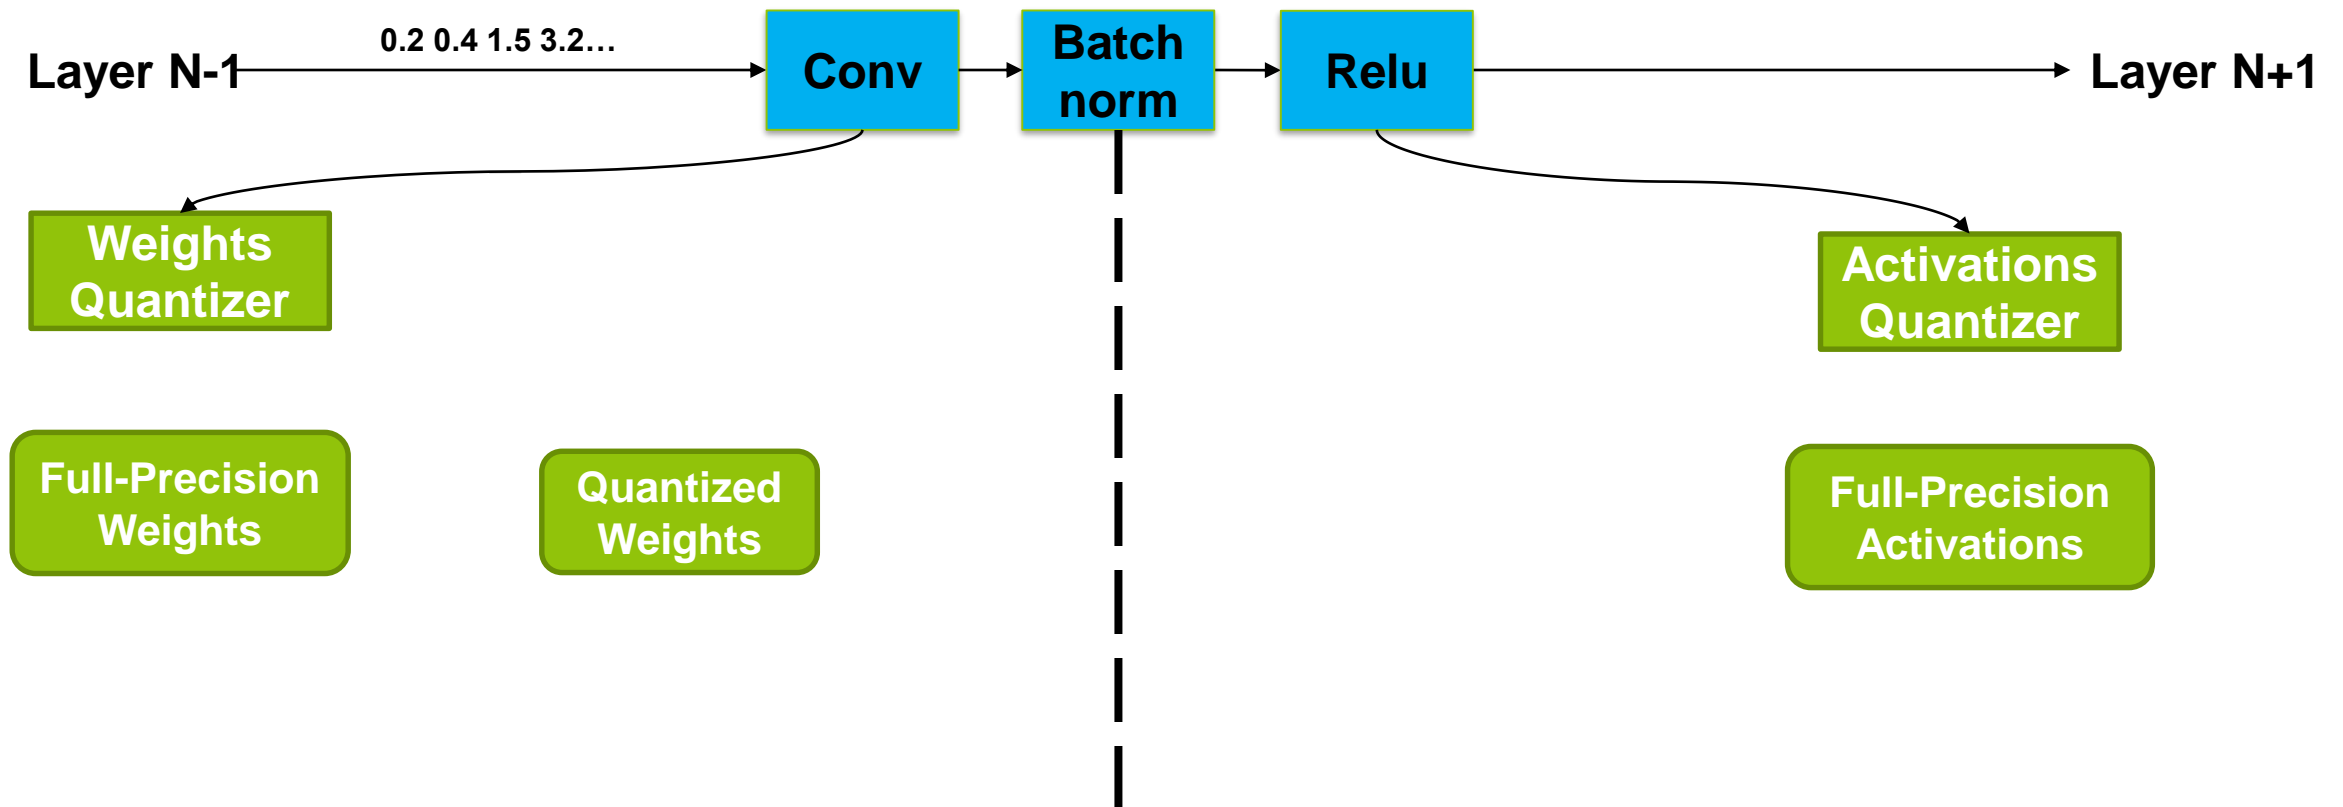 0.2 0.4 1.5 3.2…
Layer N-1
Conv
Batch
norm
Relu
Layer N+1
Weights
Quantizer
Activations
Quantizer
Full-Precision
Weights
Quantized
Weights
Full-Precision
Activations